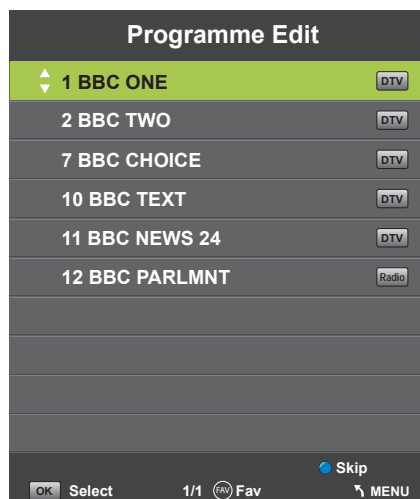 Programme Edit
1 BBC ONE DTV
2 BBC TWO DTV
7 BBC CHOICE DTV
10 BBC TEXT DTV
11 BBC NEWS 24 DTV
12 BBC PARLMNT Radio
Skip
OK Select 1/1 FAV Fav MENU